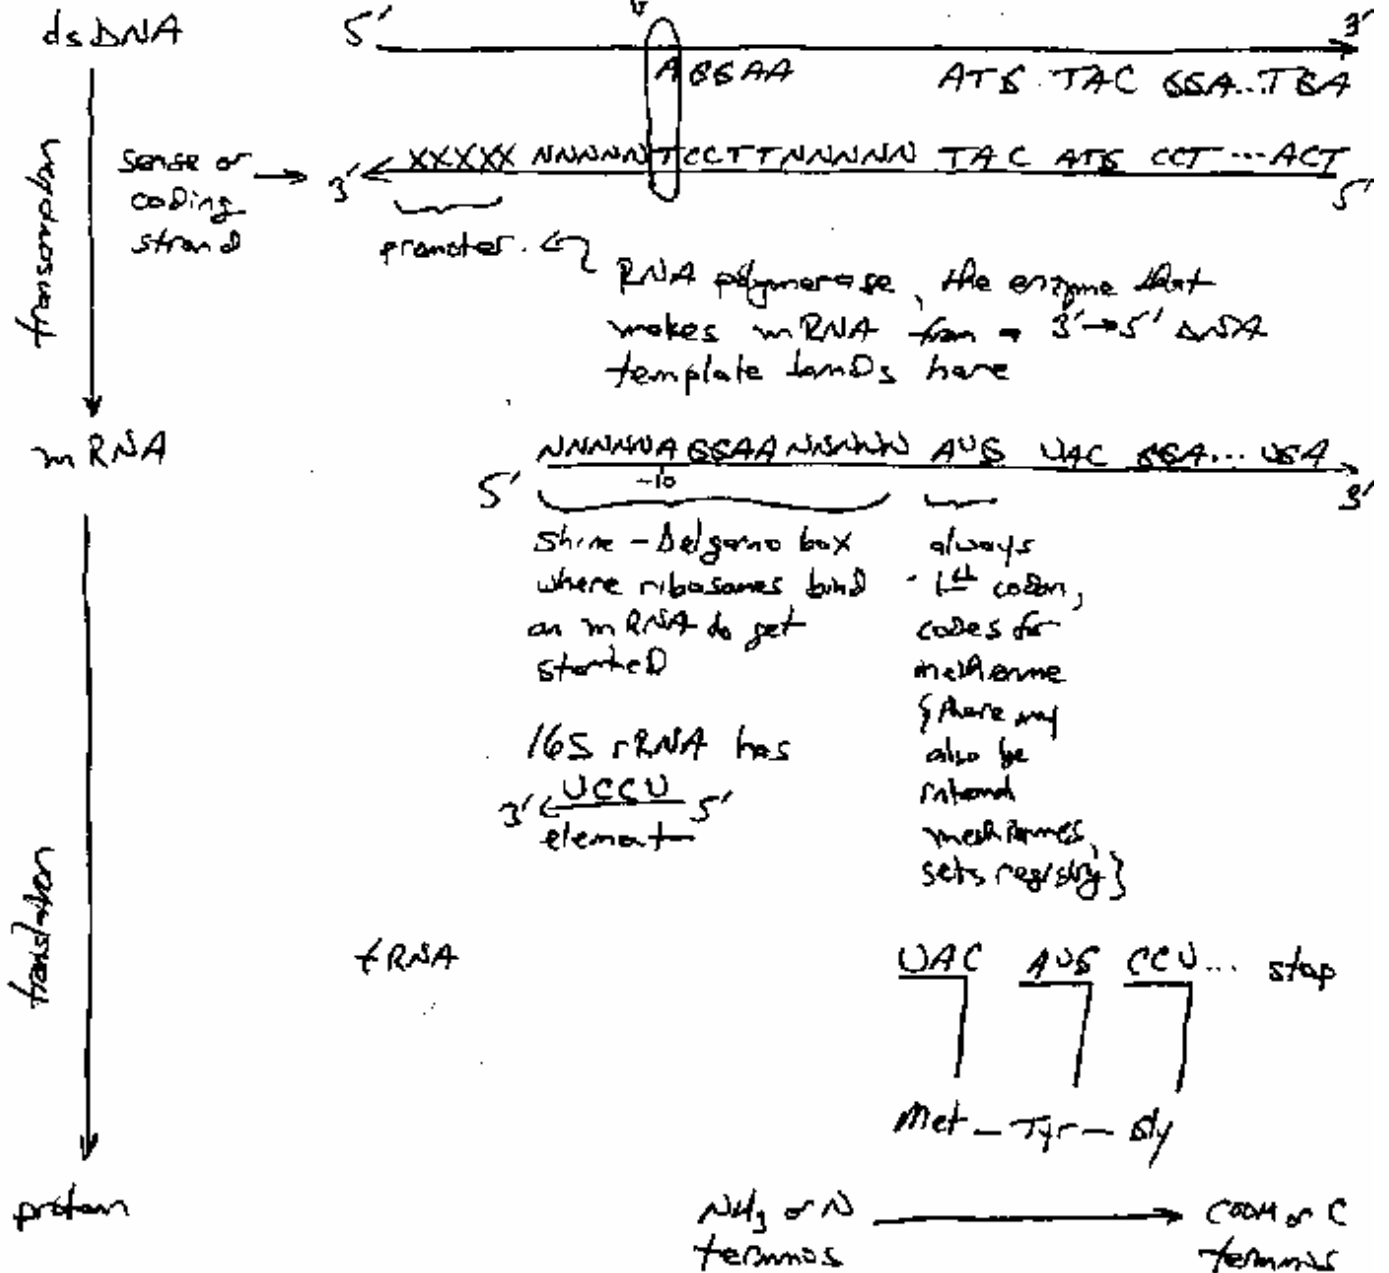 dsDNA 5' 3'
A GGAA ATG TAC GGA...TGA
sense or
coding
strand
3' XXXXX NNNNNTCCTTNNNNN TAC ATG CCT ...ACT 5'
promoter.
transcription
RNA polymerase, the enzyme that
makes mRNA from a 3'→5' DNA
template lands here
mRNA
5' NNNNNAGGAANNNNN AUG UAC GGA... UGA 3'
-10
Shine-Delgarno box
where ribosomes bind
on mRNA to get
started
always
1st codon,
codes for
methionine
{there may
also be
internal
methionines,
sets registry}
16S rRNA has
3' UCCU 5'
element
translation
tRNA
UAC AUG CCU... stop
Met - Tyr - Gly
protein
NH3 or N
terminus
→ COOH or C
terminus